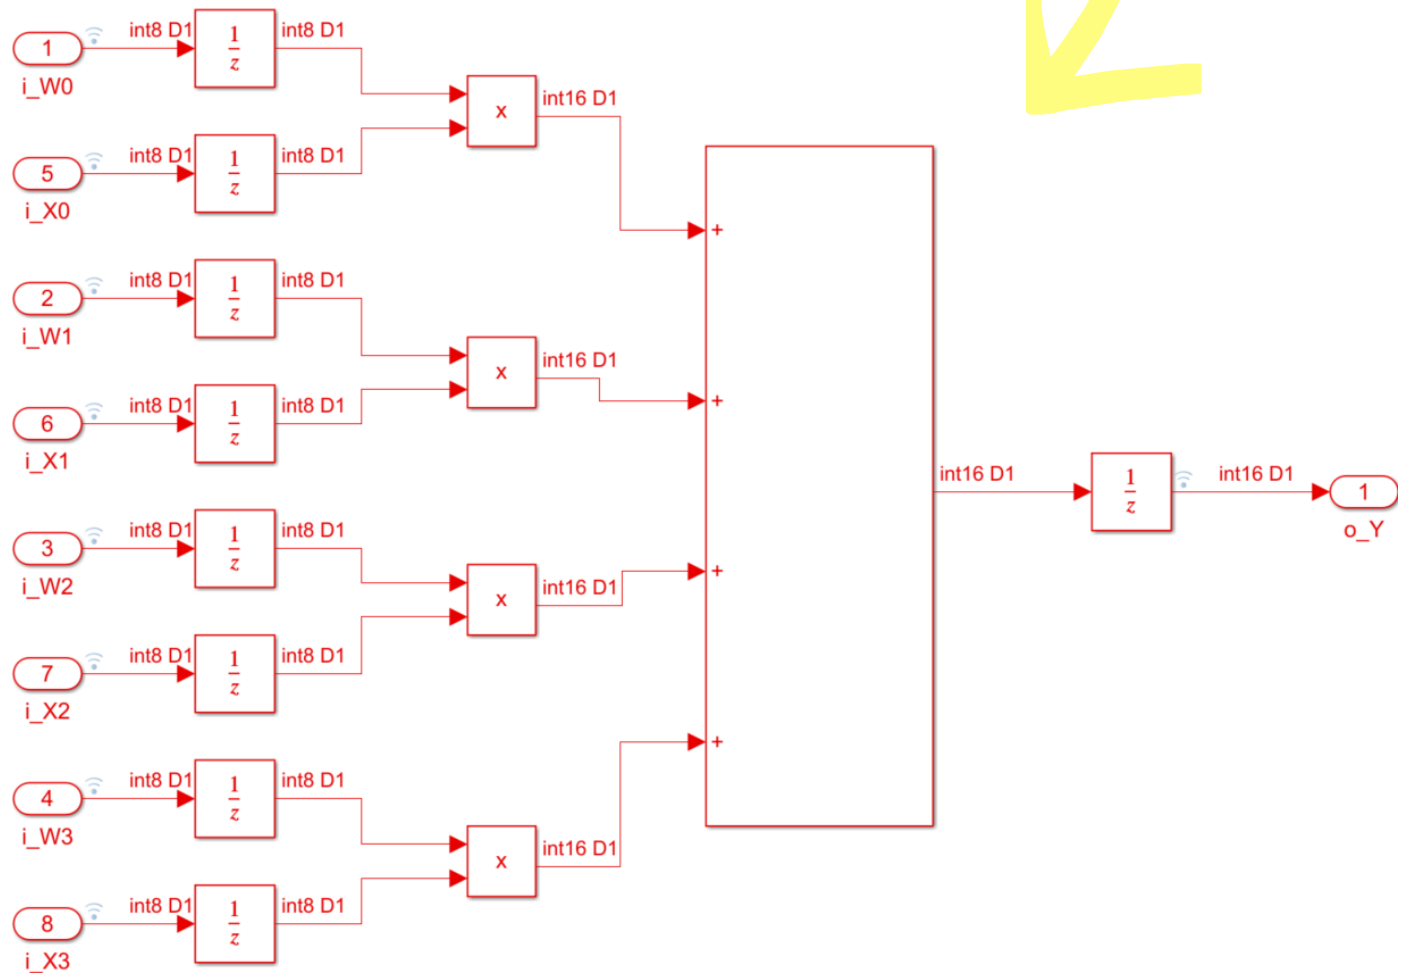 int8 D1 int8 D1
1 1/z
i_W0
x int16 D1
int8 D1 int8 D1
5 1/z
i_X0
+
int8 D1 int8 D1
2 1/z
i_W1
x int16 D1
+
int8 D1 int8 D1
6 1/z
i_X1
int16 D1 1/z int16 D1 1
o_Y
int8 D1 int8 D1
3 1/z
i_W2
x int16 D1
+
int8 D1 int8 D1
7 1/z
i_X2
+
int8 D1 int8 D1
4 1/z
i_W3
x int16 D1
int8 D1 int8 D1
8 1/z
i_X3